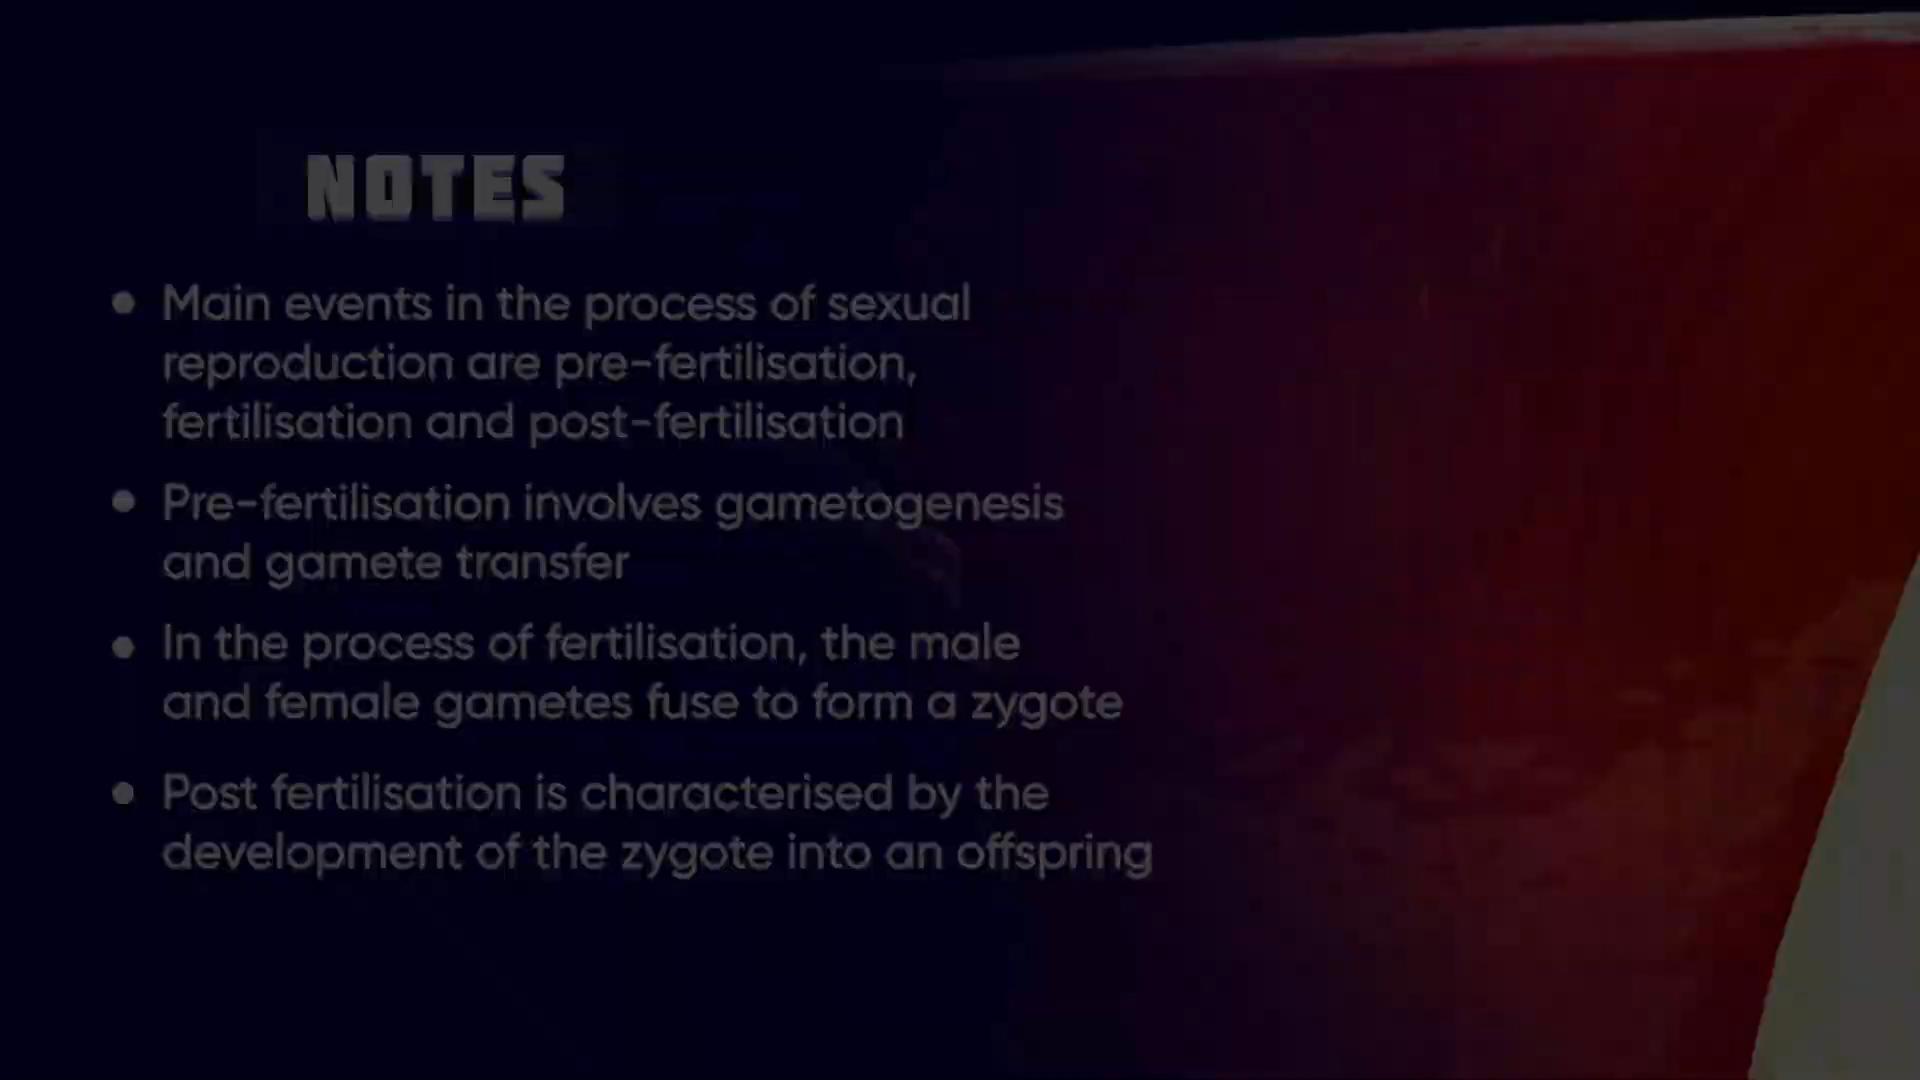 NOTES
• Main events in the process of sexual
reproduction are pre-fertilisation,
fertilisation and post-fertilisation
• Pre-fertilisation involves gametogenesis
and gamete transfer
• In the process of fertilisation, the male
and female gametes fuse to form a zygote
• Post fertilisation is characterised by the
development of the zygote into an offspring